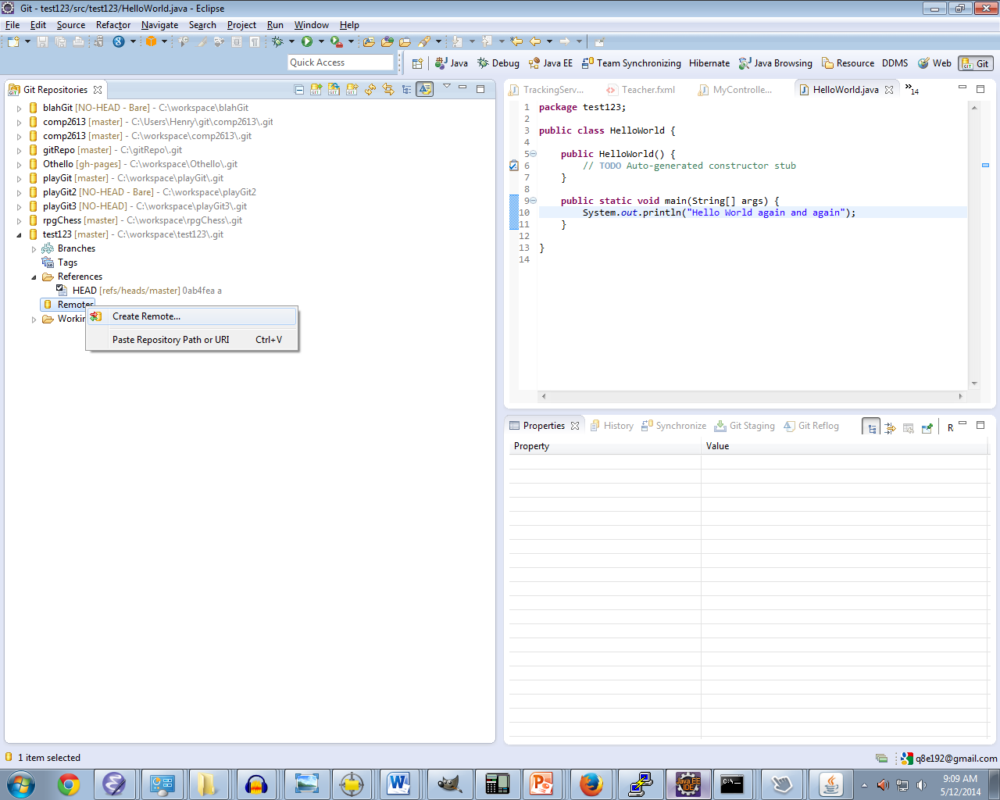 Git - test123/src/test123/HelloWorld.java - Eclipse
File Edit Source Refactor Navigate Search Project Run Window Help
Quick Access
Java Debug Java EE Team Synchronizing Hibernate Java Browsing Resource DDMS Web Git
Git Repositories
blahGit [NO-HEAD - Bare] - C:\workspace\blahGit
comp2613 [master] - C:\Users\Henry\git\comp2613\.git
comp2613 [master] - C:\workspace\comp2613\.git
gitRepo [master] - C:\gitRepo\.git
Othello [gh-pages] - C:\workspace\Othello\.git
playGit [master] - C:\workspace\playGit\.git
playGit2 [NO-HEAD - Bare] - C:\workspace\playGit2
playGit3 [NO-HEAD] - C:\workspace\playGit3\.git
rpgChess [master] - C:\workspace\rpgChess\.git
test123 [master] - C:\workspace\test123\.git
Branches
Tags
References
HEAD [refs/heads/master] 0ab4fea a
Remotes
Workin
Create Remote...
Paste Repository Path or URI Ctrl+V
TrackingServ... Teacher.fxml MyControlle... HelloWorld.java »14
1 package test123;
2
3 public class HelloWorld {
4
5 public HelloWorld() {
6 // TODO Auto-generated constructor stub
7 }
8
9 public static void main(String[] args) {
10 System.out.println("Hello World again and again");
11 }
12
13 }
14
Properties History Synchronize Git Staging Git Reflog R
Property Value
1 item selected
q8e192@gmail.com
9:09 AM
5/12/2014